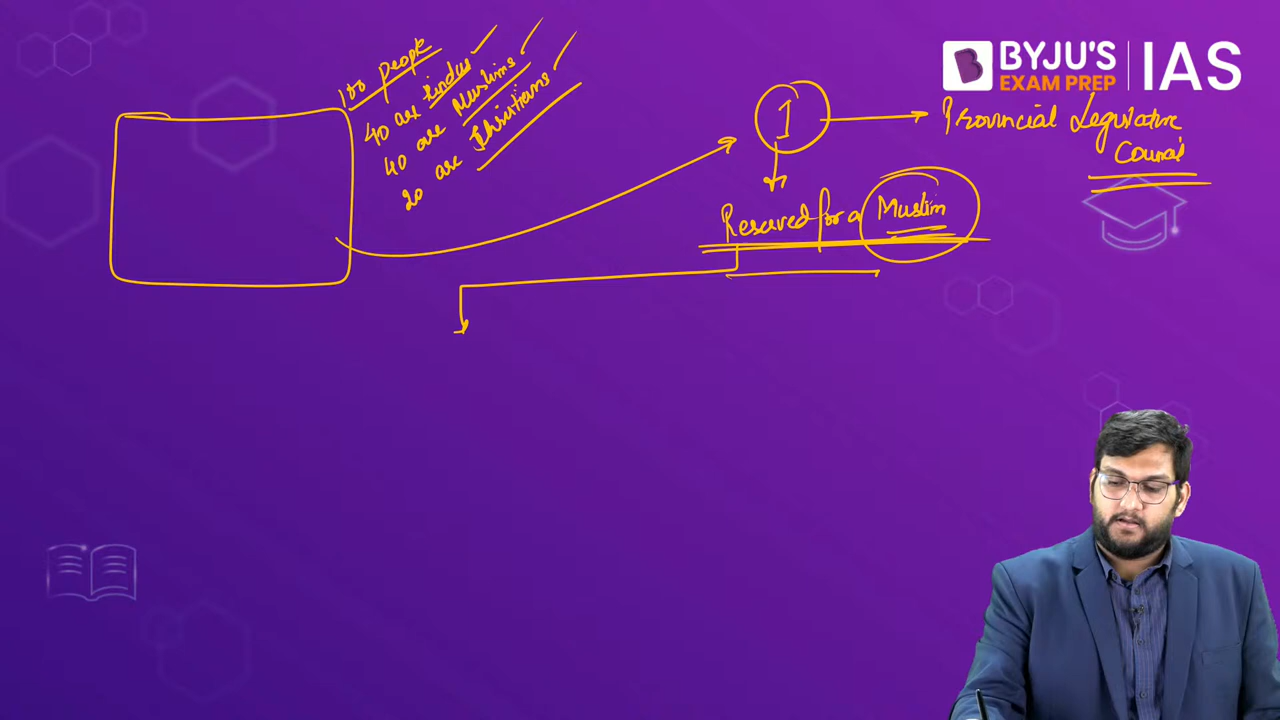 100 people
40 are Hindus
40 are Muslims
20 are Christians
1
Provincial Legislative
Council
Reserved for a Muslim
BYJU'S
EXAM PREP
IAS